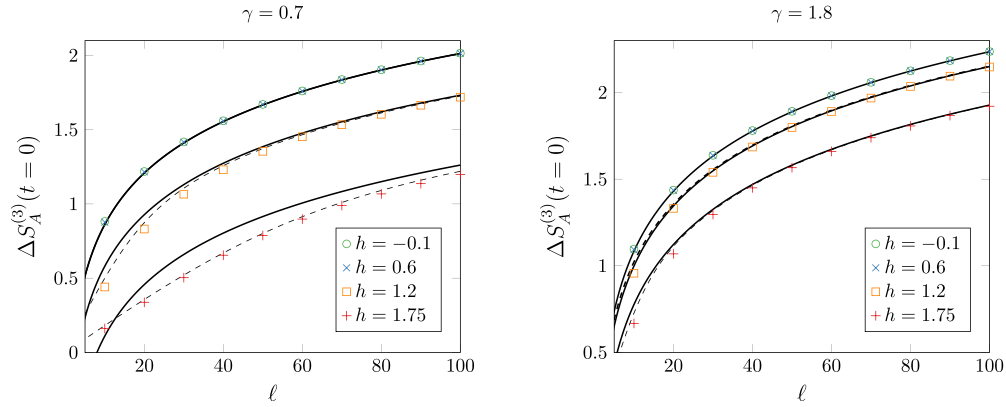 γ = 0.7
2
1.5
1
0.5
0
20
40
60
80
100
ℓ
ΔS_A^{(3)}(t = 0)
h = −0.1
h = 0.6
h = 1.2
h = 1.75
γ = 1.8
2
1.5
1
0.5
20
40
60
80
100
ℓ
ΔS_A^{(3)}(t = 0)
h = −0.1
h = 0.6
h = 1.2
h = 1.75